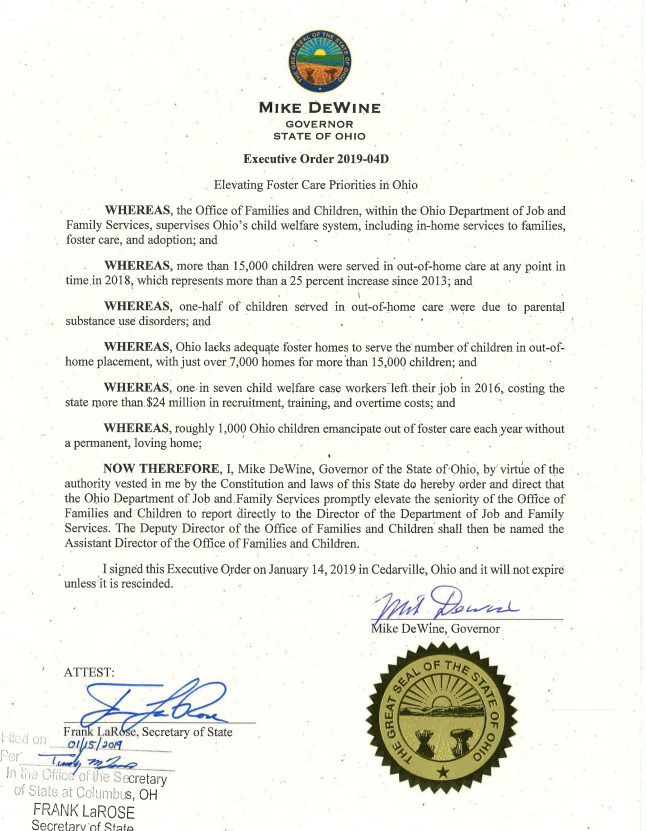 THE GREAT SEAL OF THE STATE OF OHIO
MIKE DEWINE
GOVERNOR
STATE OF OHIO
Executive Order 2019-04D
Elevating Foster Care Priorities in Ohio
WHEREAS, the Office of Families and Children, within the Ohio Department of Job and
Family Services, supervises Ohio's child welfare system, including in-home services to families,
foster care, and adoption; and
WHEREAS, more than 15,000 children were served in out-of-home care at any point in
time in 2018, which represents more than a 25 percent increase since 2013; and
WHEREAS, one-half of children served in out-of-home care were due to parental
substance use disorders; and
WHEREAS, Ohio lacks adequate foster homes to serve the number of children in out-of-
home placement, with just over 7,000 homes for more than 15,000 children; and
WHEREAS, one in seven child welfare case workers left their job in 2016, costing the
state more than $24 million in recruitment, training, and overtime costs; and
WHEREAS, roughly 1,000 Ohio children emancipate out of foster care each year without
a permanent, loving home;
NOW THEREFORE, I, Mike DeWine, Governor of the State of Ohio, by virtue of the
authority vested in me by the Constitution and laws of this State do hereby order and direct that
the Ohio Department of Job and Family Services promptly elevate the seniority of the Office of
Families and Children to report directly to the Director of the Department of Job and Family
Services. The Deputy Director of the Office of Families and Children shall then be named the
Assistant Director of the Office of Families and Children.
I signed this Executive Order on January 14, 2019 in Cedarville, Ohio and it will not expire
unless it is rescinded.
Mike DeWine
Mike DeWine, Governor
ATTEST:
THE GREAT SEAL OF THE STATE OF OHIO
Frank LaRose, Secretary of State
Filed on 01/15/2019
Per
In the Office of the Secretary
of State at Columbus, OH
FRANK LaROSE
Secretary of State